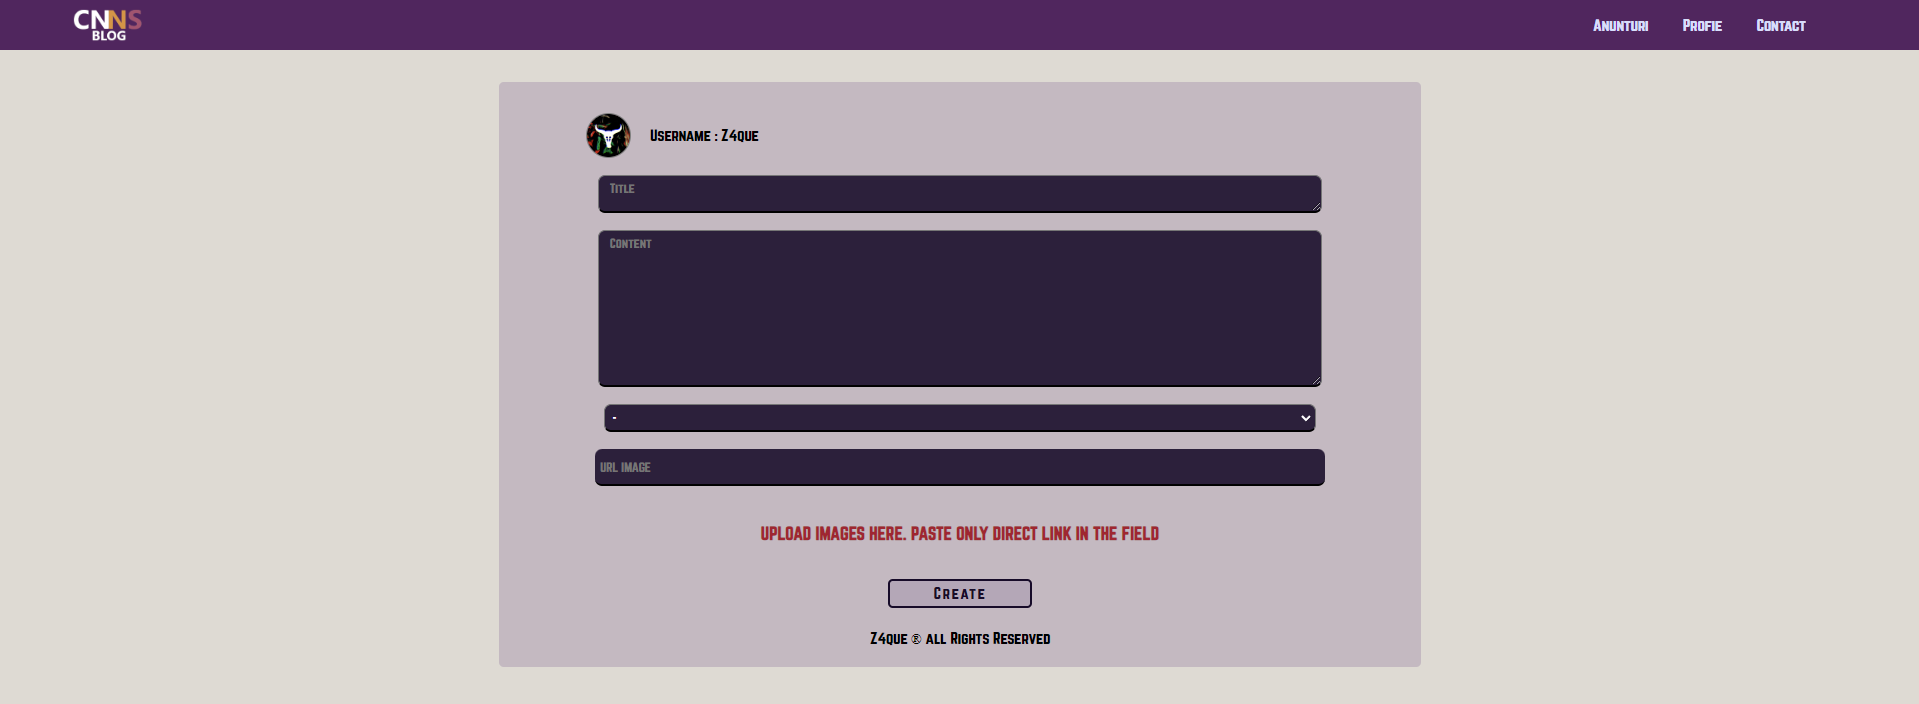 CNNS
BLOG
Anunturi Profie Contact
Username : Z4que
Title
Content
-
url image
UPLOAD IMAGES HERE. PASTE ONLY DIRECT LINK IN THE FIELD
Create
Z4que ® all Rights Reserved